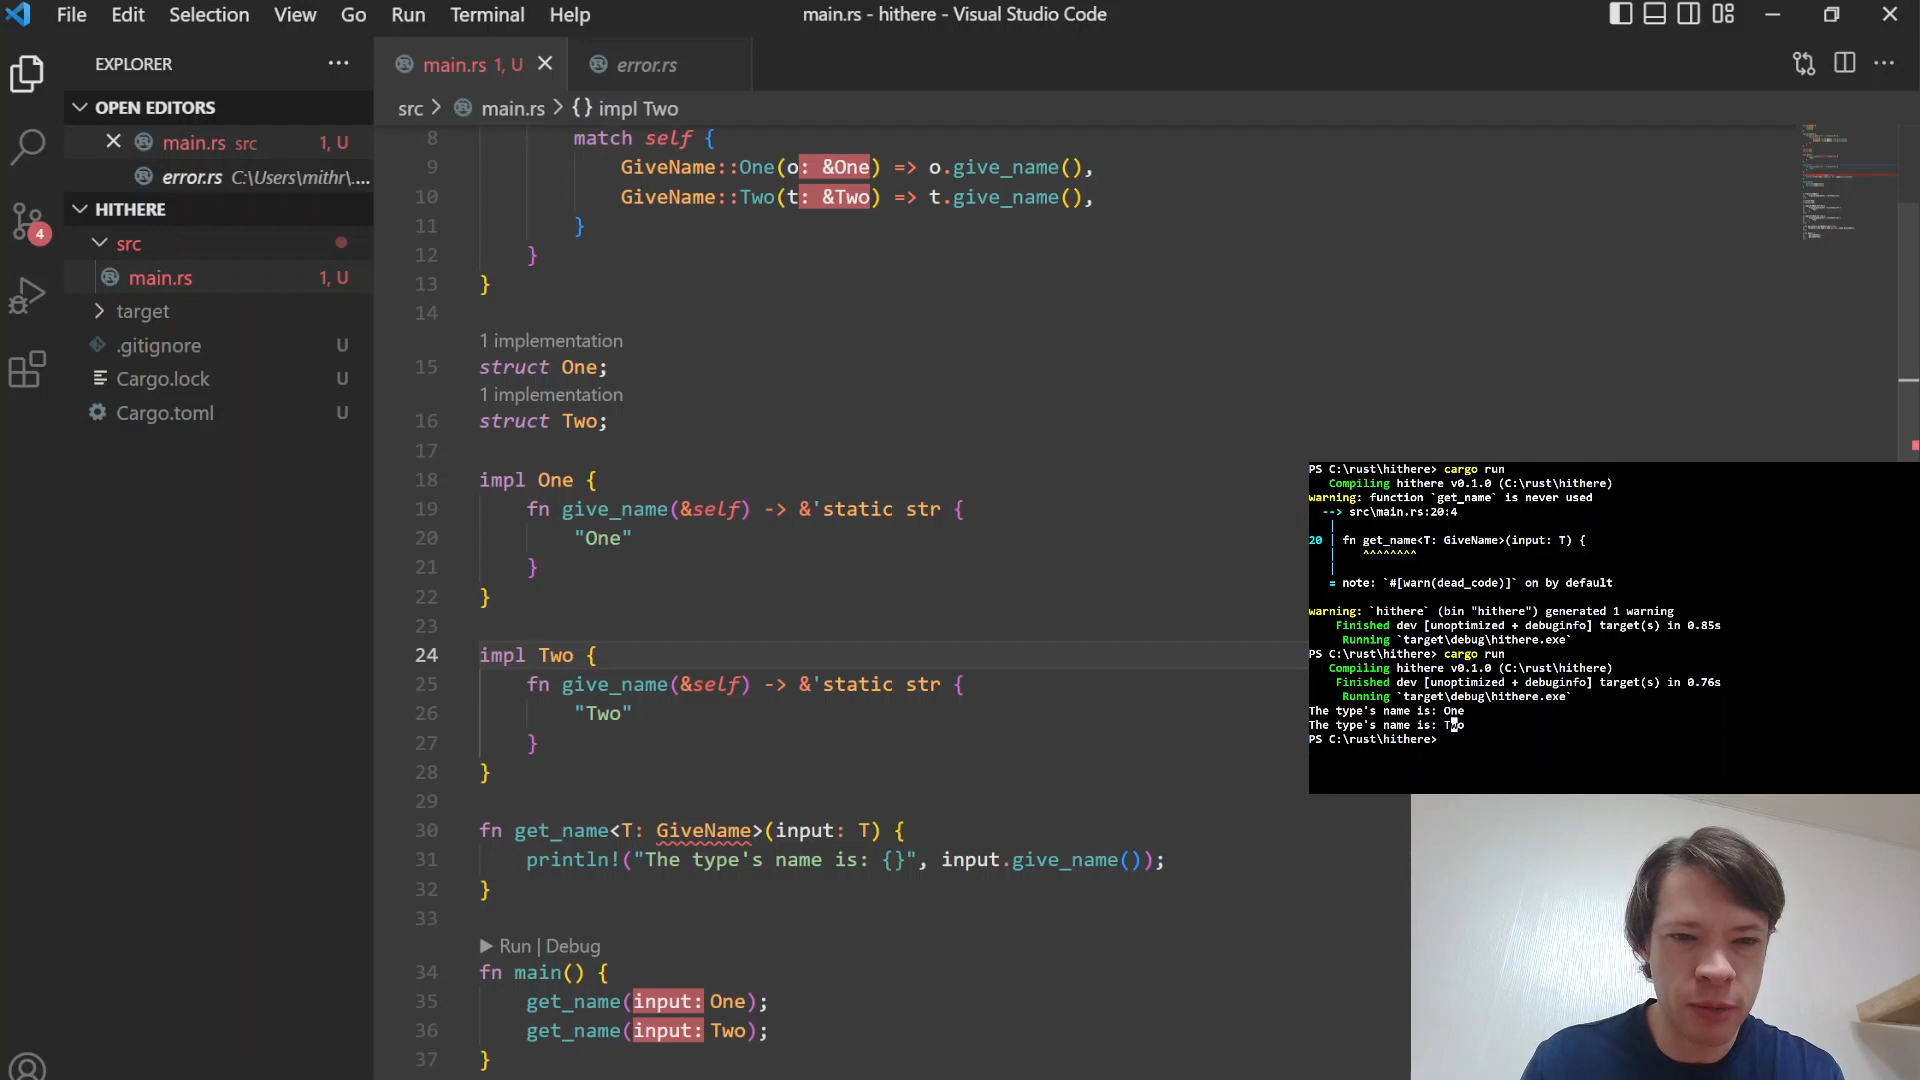 File Edit Selection View Go Run Terminal Help
main.rs - hithere - Visual Studio Code
EXPLORER
main.rs 1, U
error.rs
OPEN EDITORS
src > main.rs > {} impl Two
main.rs src 1, U
error.rs C:\Users\mithr\....
HITHERE
src
main.rs 1, U
target
.gitignore U
Cargo.lock U
Cargo.toml U
4
8 match self {
9 GiveName::One(o: &One) => o.give_name(),
10 GiveName::Two(t: &Two) => t.give_name(),
11 }
12 }
13 }
14
1 implementation
15 struct One;
1 implementation
16 struct Two;
17
18 impl One {
19 fn give_name(&self) -> &'static str {
20 "One"
21 }
22 }
23
24 impl Two {
25 fn give_name(&self) -> &'static str {
26 "Two"
27 }
28 }
29
30 fn get_name<T: GiveName>(input: T) {
31 println!("The type's name is: {}", input.give_name());
32 }
33
Run | Debug
34 fn main() {
35 get_name(input: One);
36 get_name(input: Two);
37 }
PS C:\rust\hithere> cargo run
Compiling hithere v0.1.0 (C:\rust\hithere)
warning: function `get_name` is never used
--> src\main.rs:20:4
|
20 | fn get_name<T: GiveName>(input: T) {
| ^^^^^^^^
|
= note: `#[warn(dead_code)]` on by default
warning: `hithere` (bin "hithere") generated 1 warning
Finished dev [unoptimized + debuginfo] target(s) in 0.85s
Running `target\debug\hithere.exe`
PS C:\rust\hithere> cargo run
Compiling hithere v0.1.0 (C:\rust\hithere)
Finished dev [unoptimized + debuginfo] target(s) in 0.76s
Running `target\debug\hithere.exe`
The type's name is: One
The type's name is: Two
PS C:\rust\hithere>